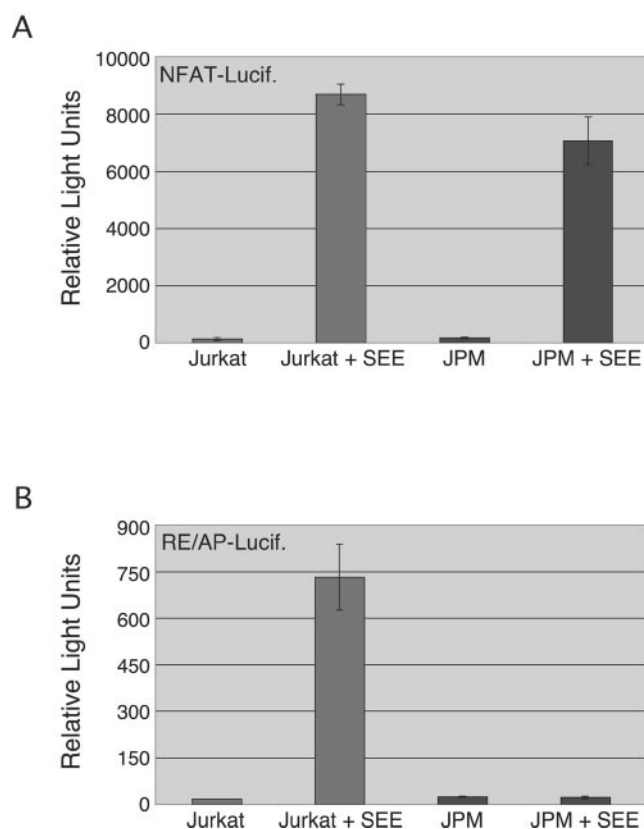 A
NFAT-Lucif.
Relative Light Units
10000
8000
6000
4000
2000
0
Jurkat Jurkat + SEE JPM JPM + SEE
B
RE/AP-Lucif.
Relative Light Units
900
750
600
450
300
150
0
Jurkat Jurkat + SEE JPM JPM + SEE